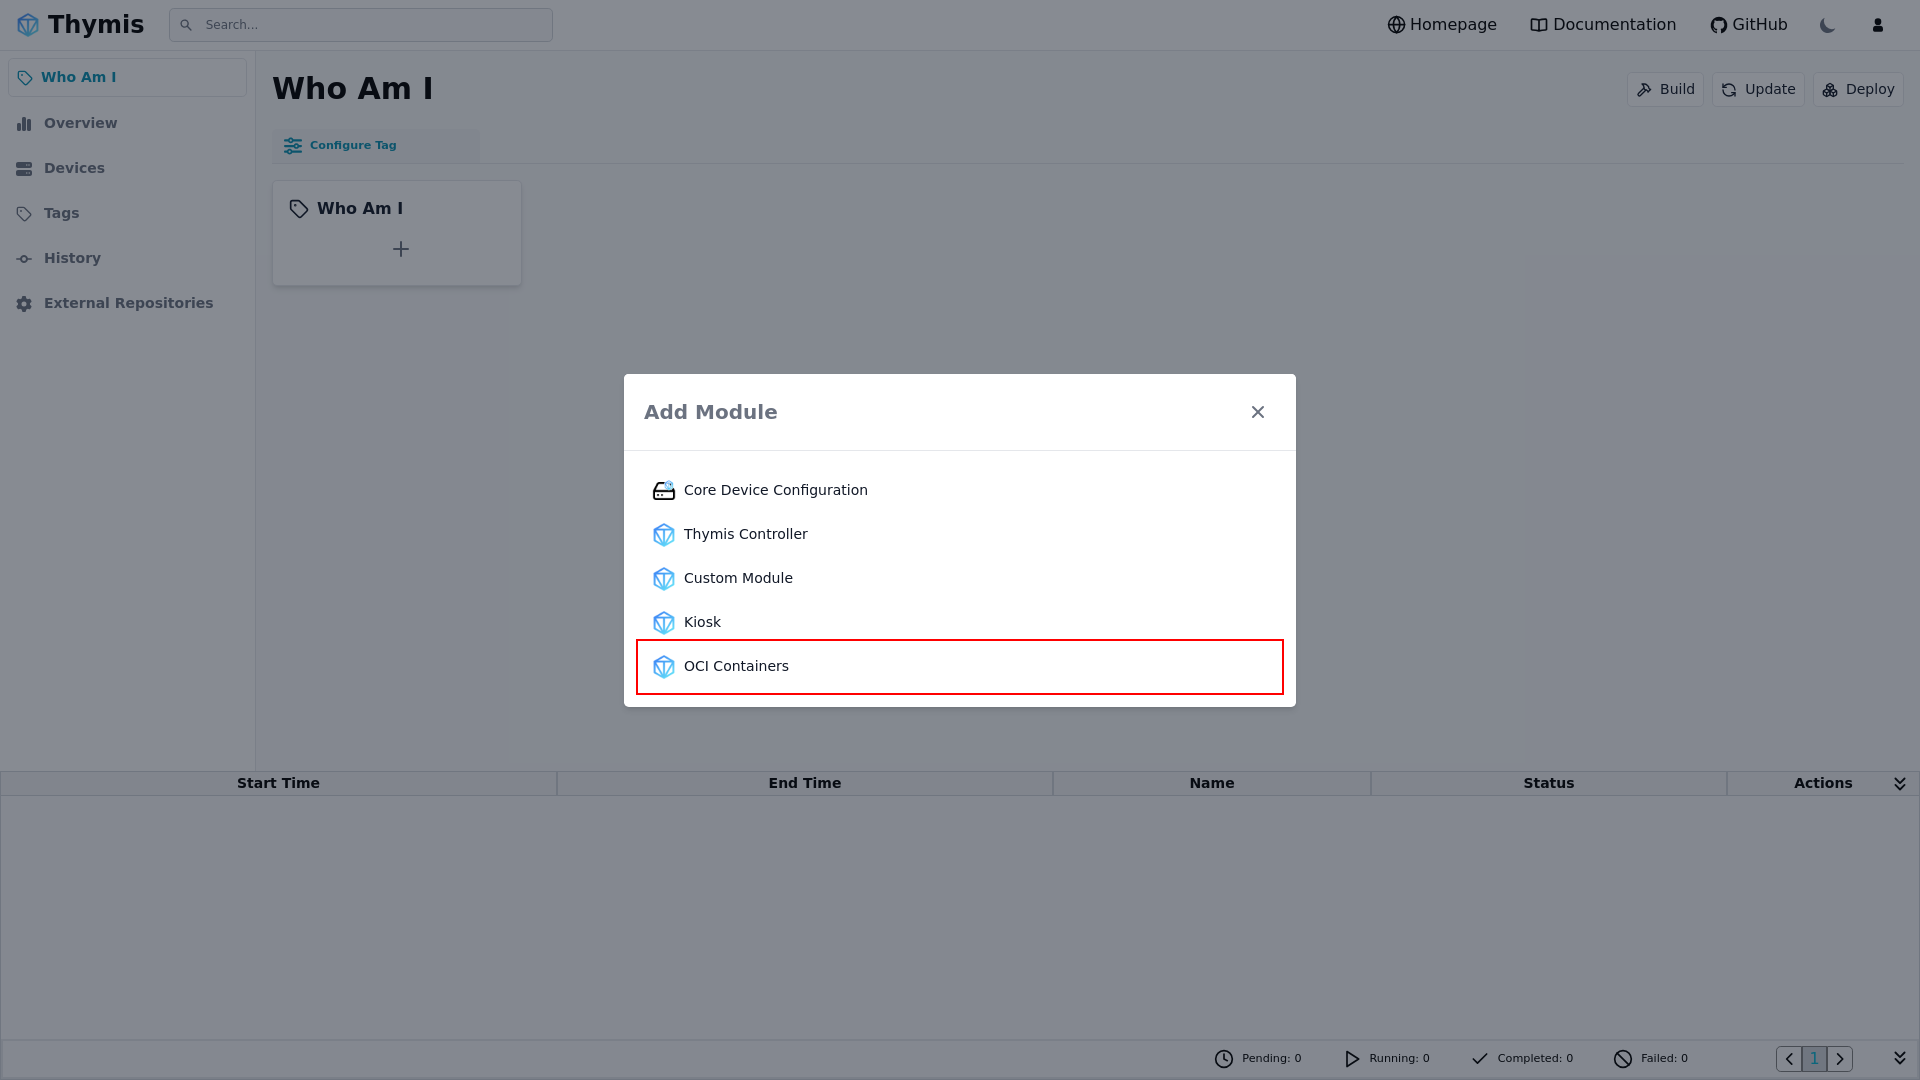 Thymis
Search...
Homepage
Documentation
GitHub
Who Am I
Overview
Devices
Tags
History
External Repositories
Who Am I
Build
Update
Deploy
Configure Tag
Who Am I
Add Module
Core Device Configuration
Thymis Controller
Custom Module
Kiosk
OCI Containers
Start Time End Time Name Status Actions
Pending: 0 Running: 0 Completed: 0 Failed: 0 1